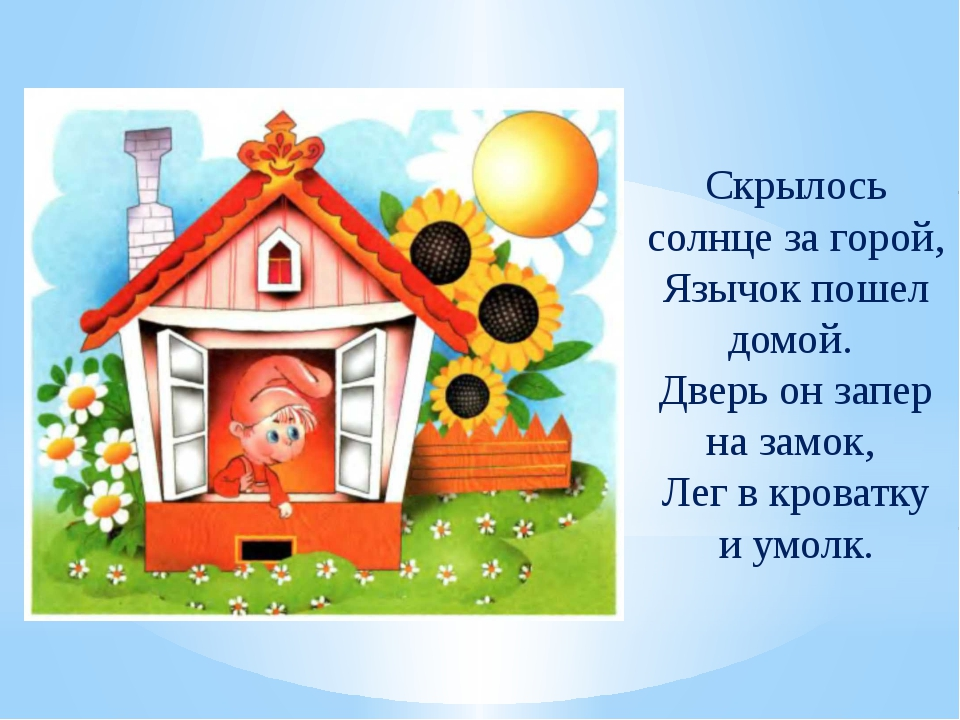 Скрылось
солнце за горой,
Язычок пошел
домой.
Дверь он запер
на замок,
Лег в кроватку
и умолк.